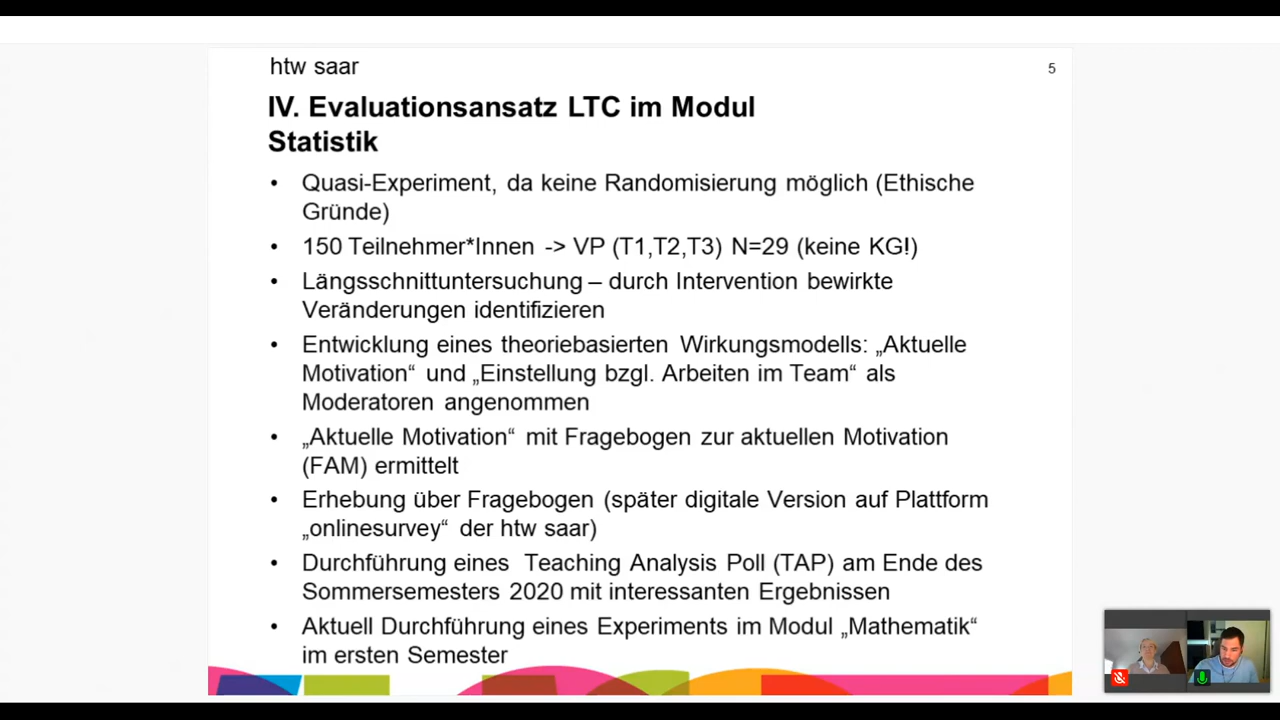 htw saar
5
IV. Evaluationsansatz LTC im Modul
Statistik
• Quasi-Experiment, da keine Randomisierung möglich (Ethische
Gründe)
• 150 Teilnehmer*Innen -> VP (T1,T2,T3) N=29 (keine KG!)
• Längsschnittuntersuchung – durch Intervention bewirkte
Veränderungen identifizieren
• Entwicklung eines theoriebasierten Wirkungsmodells: „Aktuelle
Motivation“ und „Einstellung bzgl. Arbeiten im Team“ als
Moderatoren angenommen
• „Aktuelle Motivation“ mit Fragebogen zur aktuellen Motivation
(FAM) ermittelt
• Erhebung über Fragebogen (später digitale Version auf Plattform
„onlinesurvey“ der htw saar)
• Durchführung eines Teaching Analysis Poll (TAP) am Ende des
Sommersemesters 2020 mit interessanten Ergebnissen
• Aktuell Durchführung eines Experiments im Modul „Mathematik“
im ersten Semester